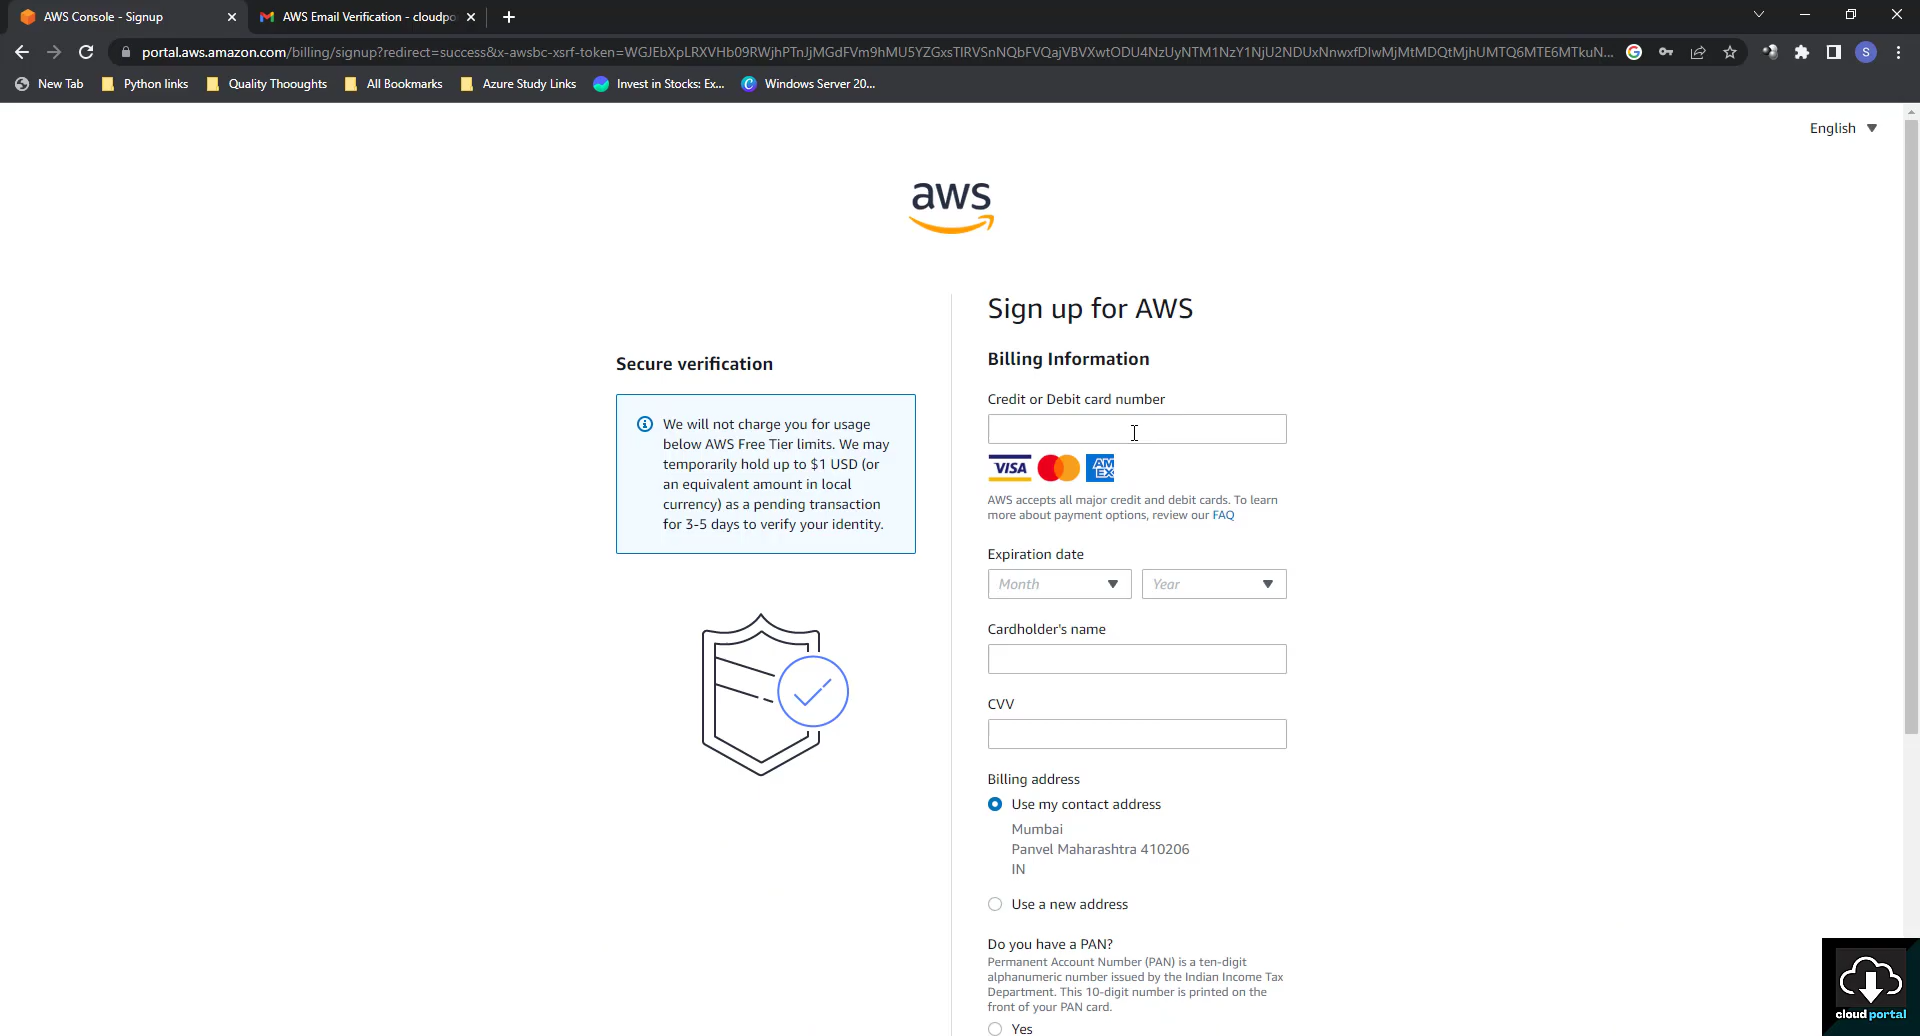 AWS Console - Signup
AWS Email Verification - cloudpo
portal.aws.amazon.com/billing/signup?redirect=success&x-awsbc-xsrf-token=
New Tab
Python links
Quality Thooughts
All Bookmarks
Azure Study Links
Invest in Stocks: Ex...
Windows Server 20...
English
aws
Secure verification
We will not charge you for usage
below AWS Free Tier limits. We may
temporarily hold up to $1 USD (or
an equivalent amount in local
currency) as a pending transaction
for 3-5 days to verify your identity.
Sign up for AWS
Billing Information
Credit or Debit card number
VISA
AM
EX
AWS accepts all major credit and debit cards. To learn
more about payment options, review our FAQ
Expiration date
Month
Year
Cardholder's name
CVV
Billing address
Use my contact address
Mumbai
Panvel Maharashtra 410206
IN
Use a new address
Do you have a PAN?
Permanent Account Number (PAN) is a ten-digit
alphanumeric number issued by the Indian Income Tax
Department. This 10-digit number is printed on the
front of your PAN card.
Yes
S
cloud portal